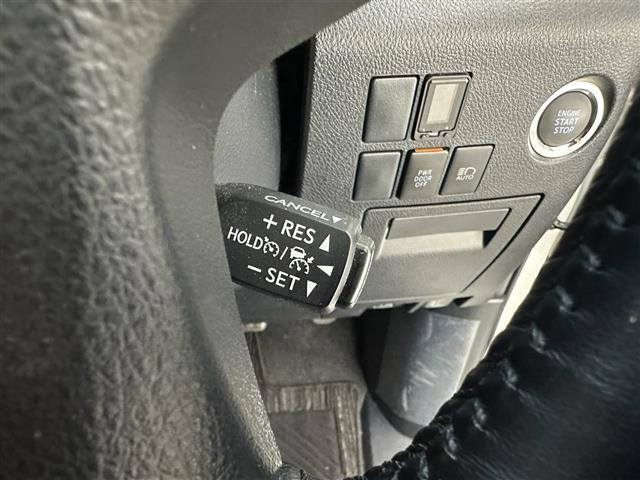 ENGINE
START
STOP
PWR
DOOR
OFF
AUTO
CANCEL
+ RES
HOLD /
− SET